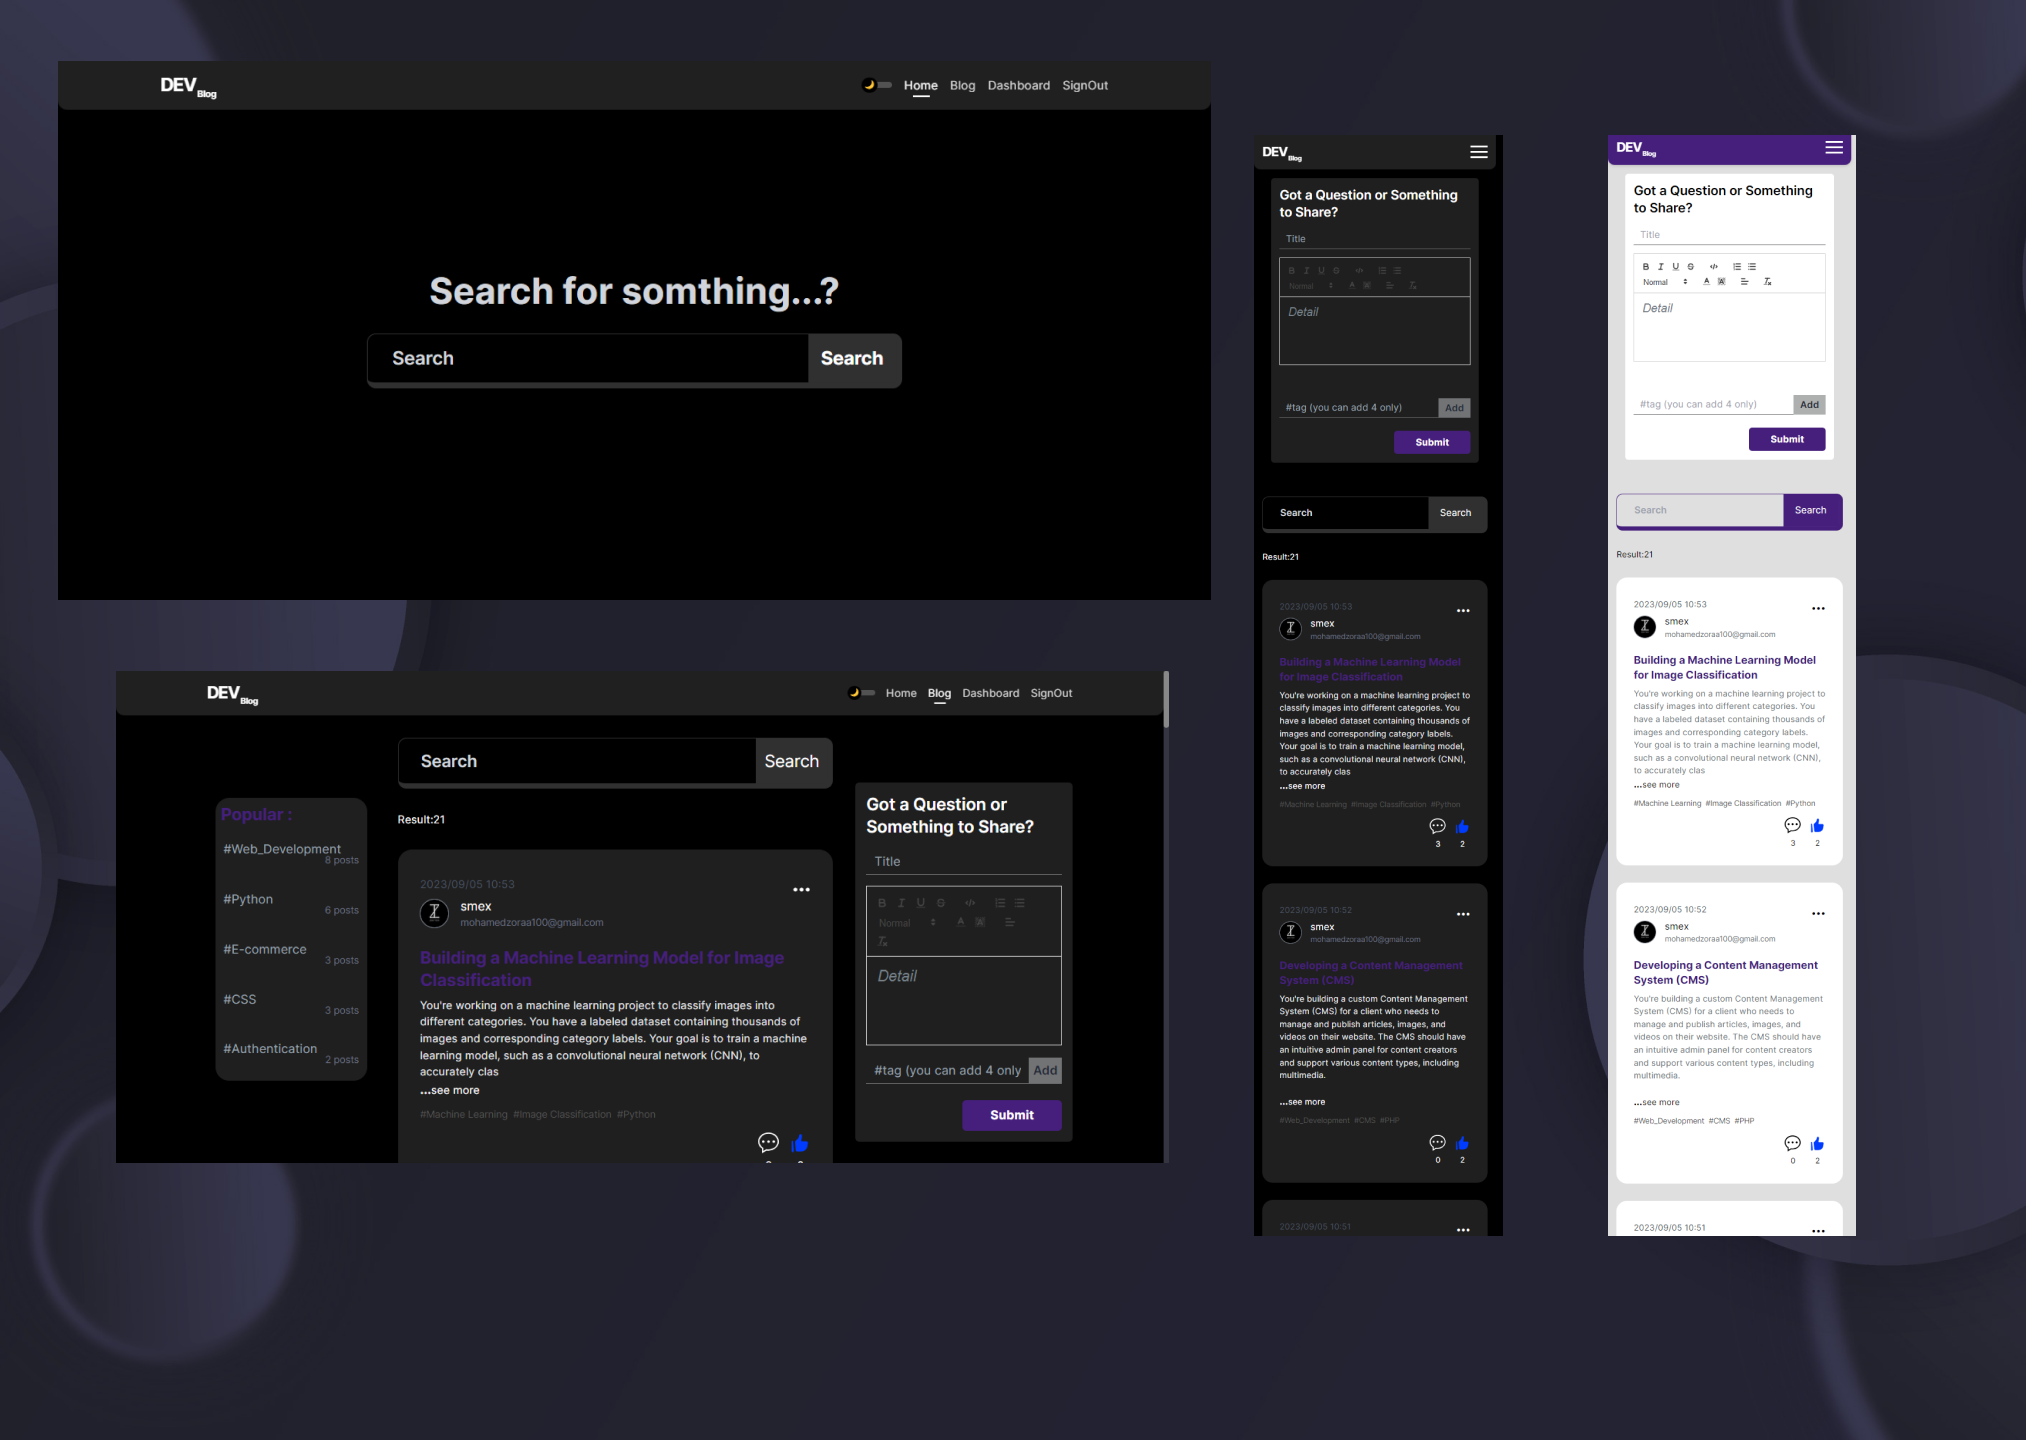 DEV Blog
Home Blog Dashboard SignOut
Search for somthing...?
Search Search
DEV Blog
Home Blog Dashboard SignOut
Popular :
#Web_Development
8 posts
#Python
6 posts
#E-commerce
3 posts
#CSS
3 posts
#Authentication
2 posts
Search Search
Result:21
2023/09/05 10:53
smex
mohamedzoraa100@gmail.com
Building a Machine Learning Model for Image
Classification
You're working on a machine learning project to classify images into
different categories. You have a labeled dataset containing thousands of
images and corresponding category labels. Your goal is to train a machine
learning model, such as a convolutional neural network (CNN), to
accurately clas
...see more
#Machine Learning #Image Classification #Python
Got a Question or
Something to Share?
Title
B I U S </>
Normal A A
Tx
Detail
#tag (you can add 4 only Add
Submit
DEV Blog
Got a Question or Something
to Share?
Title
B I U S </>
Normal A A Tx
Detail
#tag (you can add 4 only) Add
Submit
Search Search
Result:21
2023/09/05 10:53
smex
mohamedzoraa100@gmail.com
Building a Machine Learning Model
for Image Classification
You're working on a machine learning project to
classify images into different categories. You
have a labeled dataset containing thousands of
images and corresponding category labels.
Your goal is to train a machine learning model,
such as a convolutional neural network (CNN),
to accurately clas
...see more
#Machine Learning #Image Classification #Python
3 2
2023/09/05 10:52
smex
mohamedzoraa100@gmail.com
Developing a Content Management
System (CMS)
You're building a custom Content Management
System (CMS) for a client who needs to
manage and publish articles, images, and
videos on their website. The CMS should have
an intuitive admin panel for content creators
and support various content types, including
multimedia.
...see more
#Web_Development #CMS #PHP
0 2
2023/09/05 10:51
DEV Blog
Got a Question or Something
to Share?
Title
B I U S </>
Normal A A Tx
Detail
#tag (you can add 4 only) Add
Submit
Search Search
Result:21
2023/09/05 10:53
smex
mohamedzoraa100@gmail.com
Building a Machine Learning Model
for Image Classification
You're working on a machine learning project to
classify images into different categories. You
have a labeled dataset containing thousands of
images and corresponding category labels.
Your goal is to train a machine learning model,
such as a convolutional neural network (CNN),
to accurately clas
...see more
#Machine Learning #Image Classification #Python
3 2
2023/09/05 10:52
smex
mohamedzoraa100@gmail.com
Developing a Content Management
System (CMS)
You're building a custom Content Management
System (CMS) for a client who needs to
manage and publish articles, images, and
videos on their website. The CMS should have
an intuitive admin panel for content creators
and support various content types, including
multimedia.
...see more
#Web_Development #CMS #PHP
0 2
2023/09/05 10:51